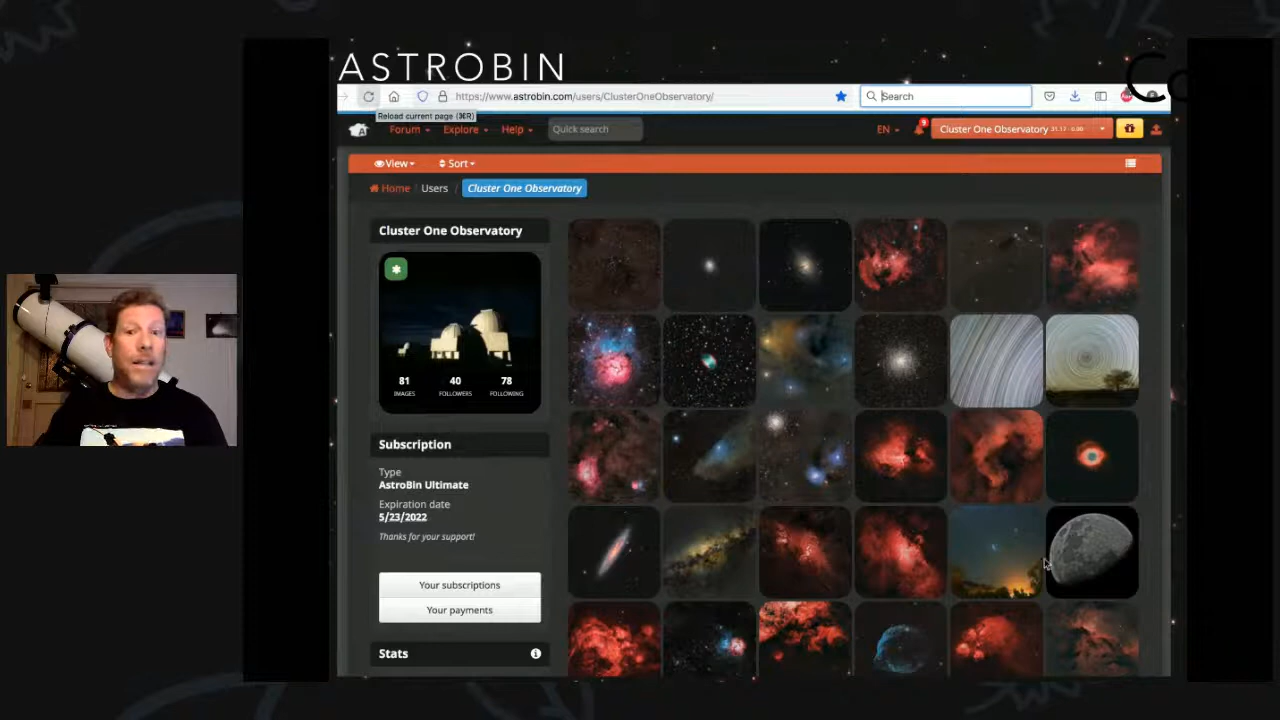 ASTROBIN
https://www.astrobin.com/users/ClusterOneObservatory/
Search
Reload current page (⌘R)
Forum
Explore
Help
Quick search
EN
Cluster One Observatory
View
Sort
Home
Users
/
Cluster One Observatory
Cluster One Observatory
81
40
78
IMAGES
FOLLOWERS
FOLLOWING
Subscription
Type
AstroBin Ultimate
Expiration date
5/23/2022
Thanks for your support!
Your subscriptions
Your payments
Stats